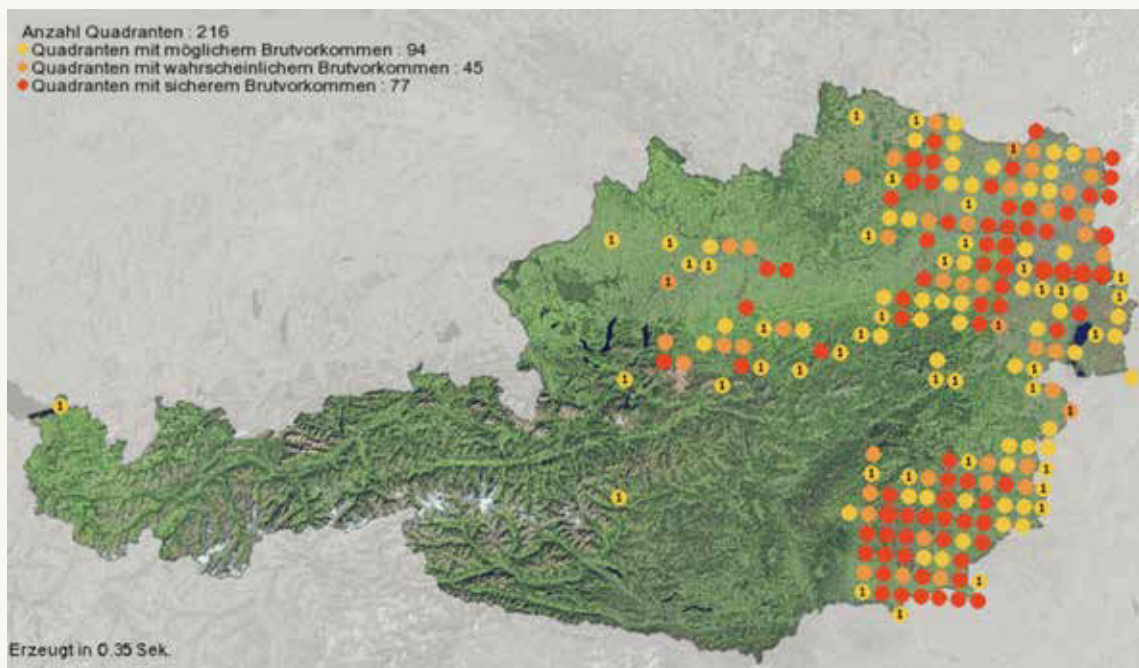 Anzahl Quadranten : 216
Quadranten mit möglichem Brutvorkommen : 94
Quadranten mit wahrscheinlichem Brutvorkommen : 45
Quadranten mit sicherem Brutvorkommen : 77
Erzeugt in 0.35 Sek.